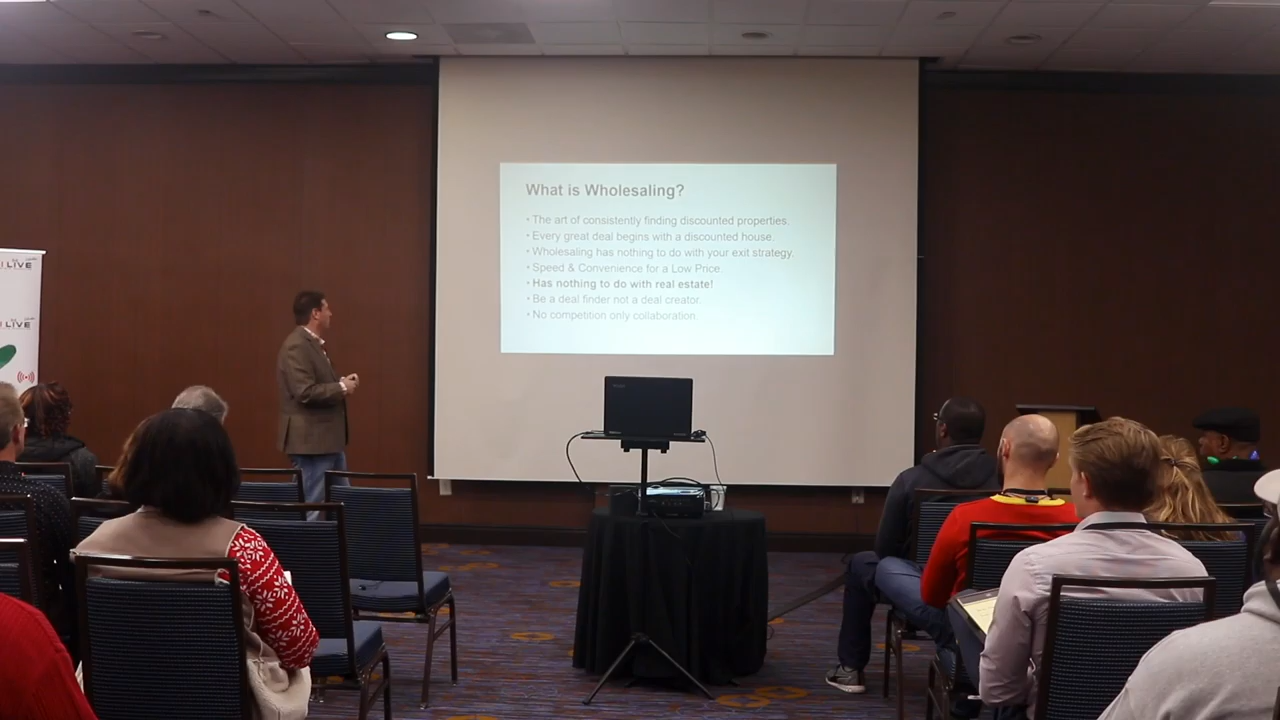 What is Wholesaling?
• The art of consistently finding discounted properties.
• Every great deal begins with a discounted house.
• Wholesaling has nothing to do with your exit strategy.
• Speed & Convenience for a Low Price.
• Has nothing to do with real estate!
• Be a deal finder not a deal creator.
• No competition only collaboration.
LIVE
LIVE